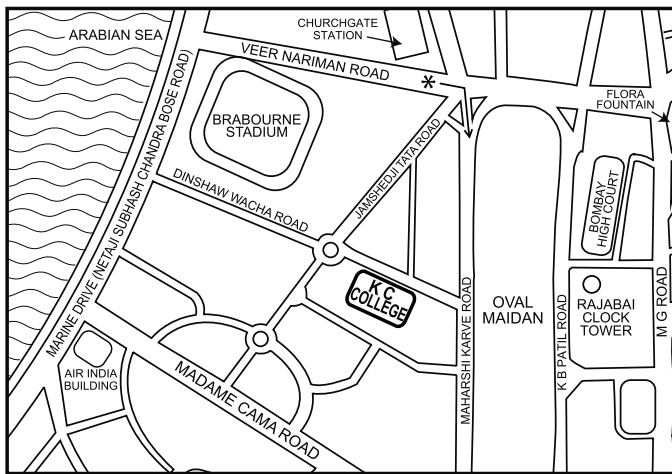 ARABIAN SEA
CHURCHGATE
STATION
VEER NARIMAN ROAD
*
FLORA
FOUNTAIN
BRABOURNE
STADIUM
MARINE DRIVE (NETAJI SUBHASH CHANDRA BOSE ROAD)
JAMSHEDJI TATA ROAD
DINSHAW WACHA ROAD
BOMBAY
HIGH COURT
K C
COLLEGE
MAHARSHI KARVE ROAD
OVAL
MAIDAN
K B PATIL ROAD
RAJABAI
CLOCK
TOWER
M G ROAD
AIR INDIA
BUILDING
MADAME CAMA ROAD